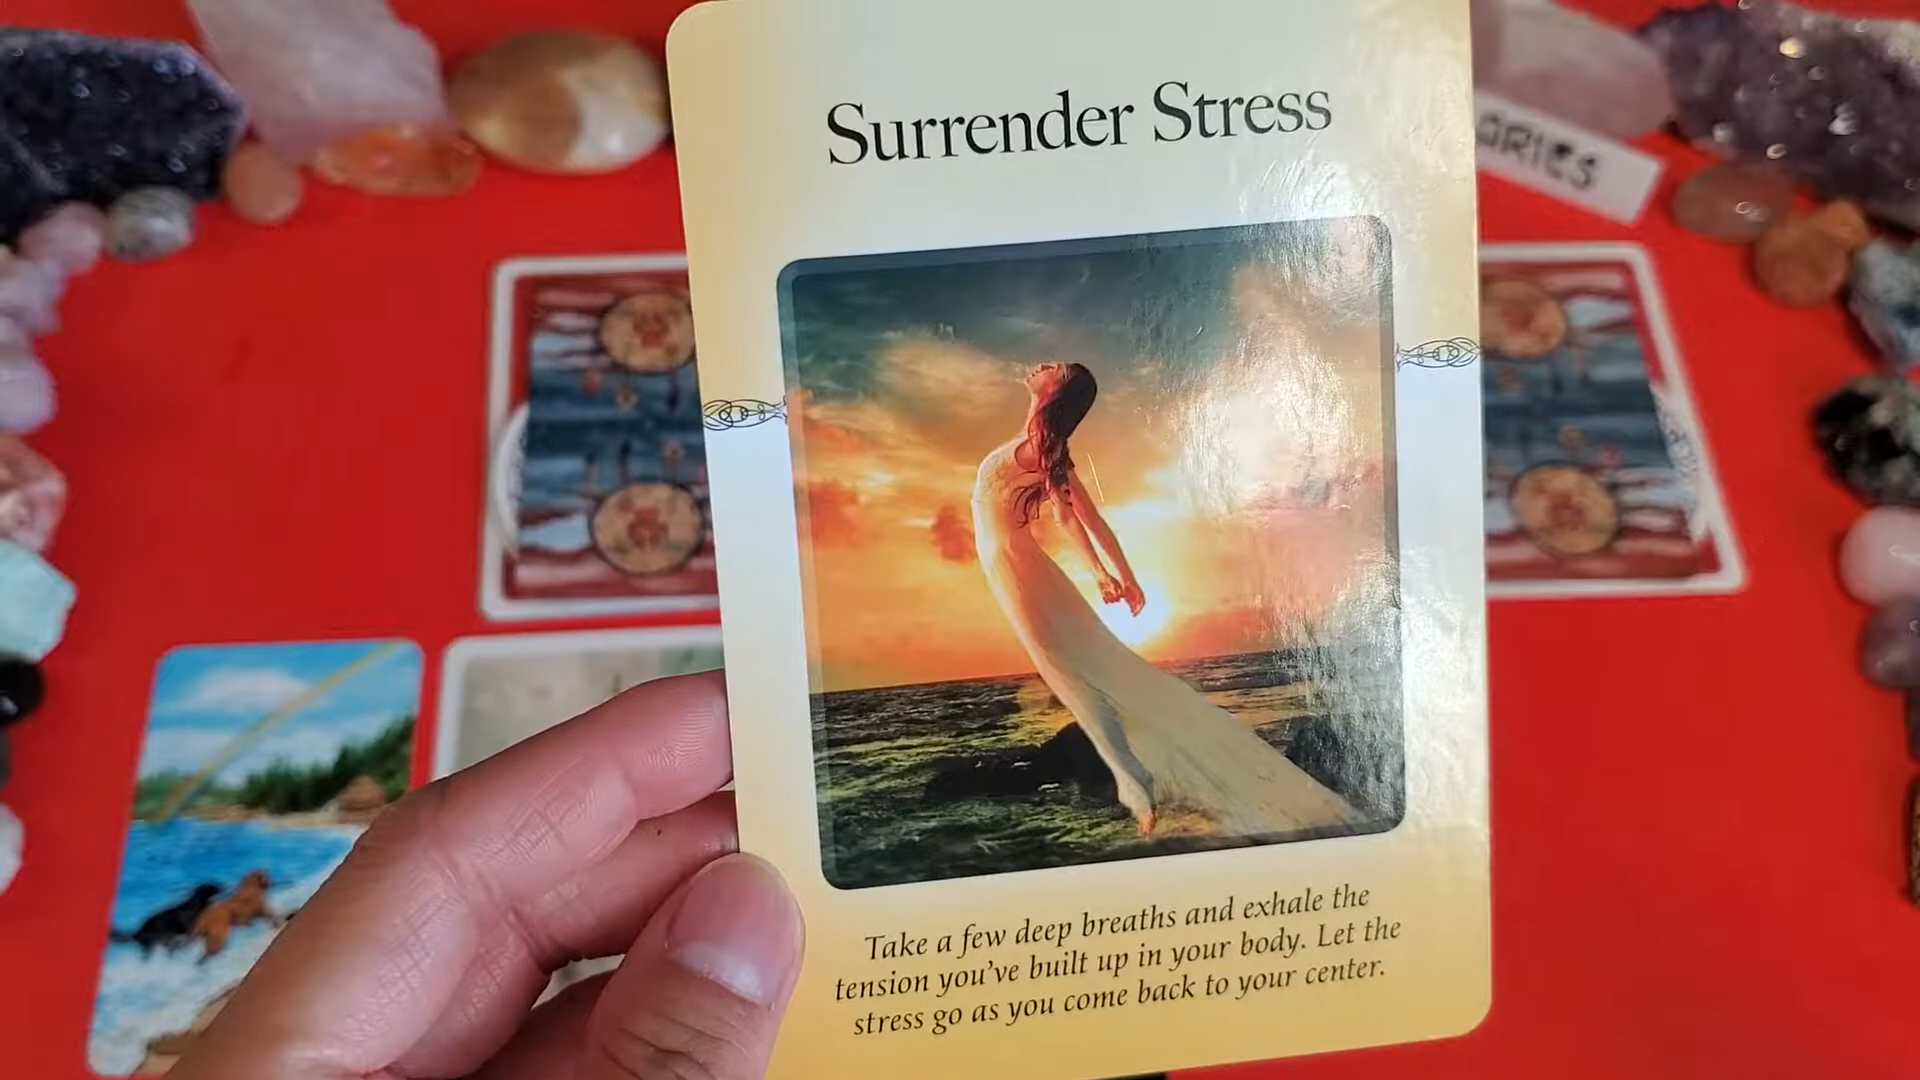 Surrender Stress
ORIES
Take a few deep breaths and exhale the
tension you've built up in your body. Let the
stress go as you come back to your center.